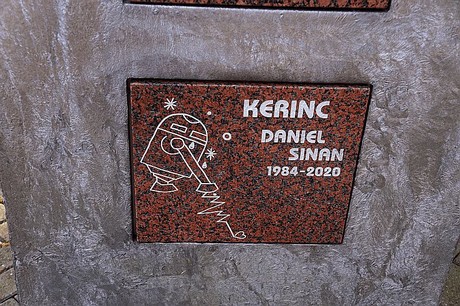 KERINC
DANIEL
SINAN
1984-2020